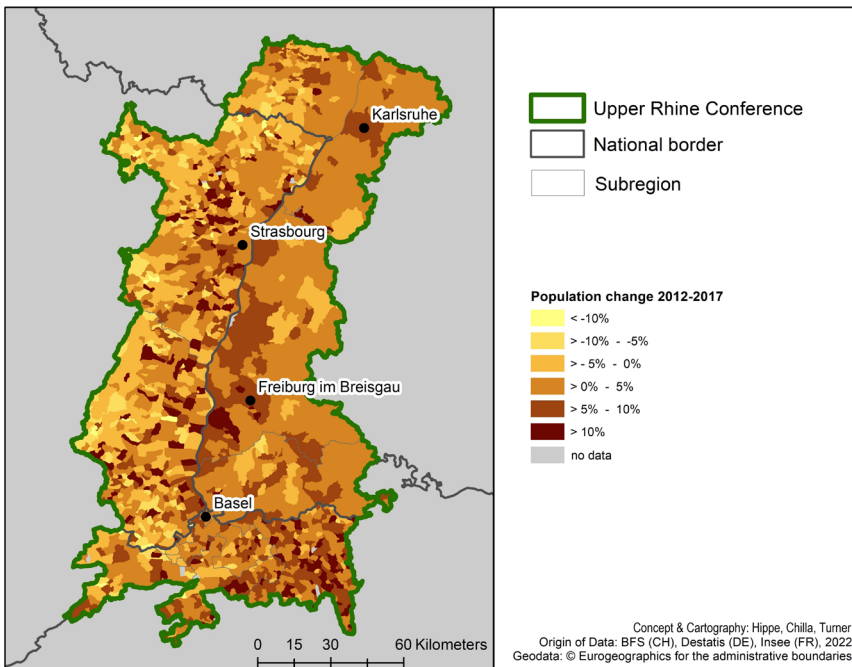 Karlsruhe
Strasbourg
Freiburg im Breisgau
Basel
0 15 30 60 Kilometers
Upper Rhine Conference
National border
Subregion
Population change 2012-2017
< -10%
> -10% - -5%
> - 5% - 0%
> 0% - 5%
> 5% - 10%
> 10%
no data
Concept & Cartography: Hippe, Chilla, Turner
Origin of Data: BFS (CH), Destatis (DE), Insee (FR), 2022
Geodata: © Eurogeographics for the administrative boundaries